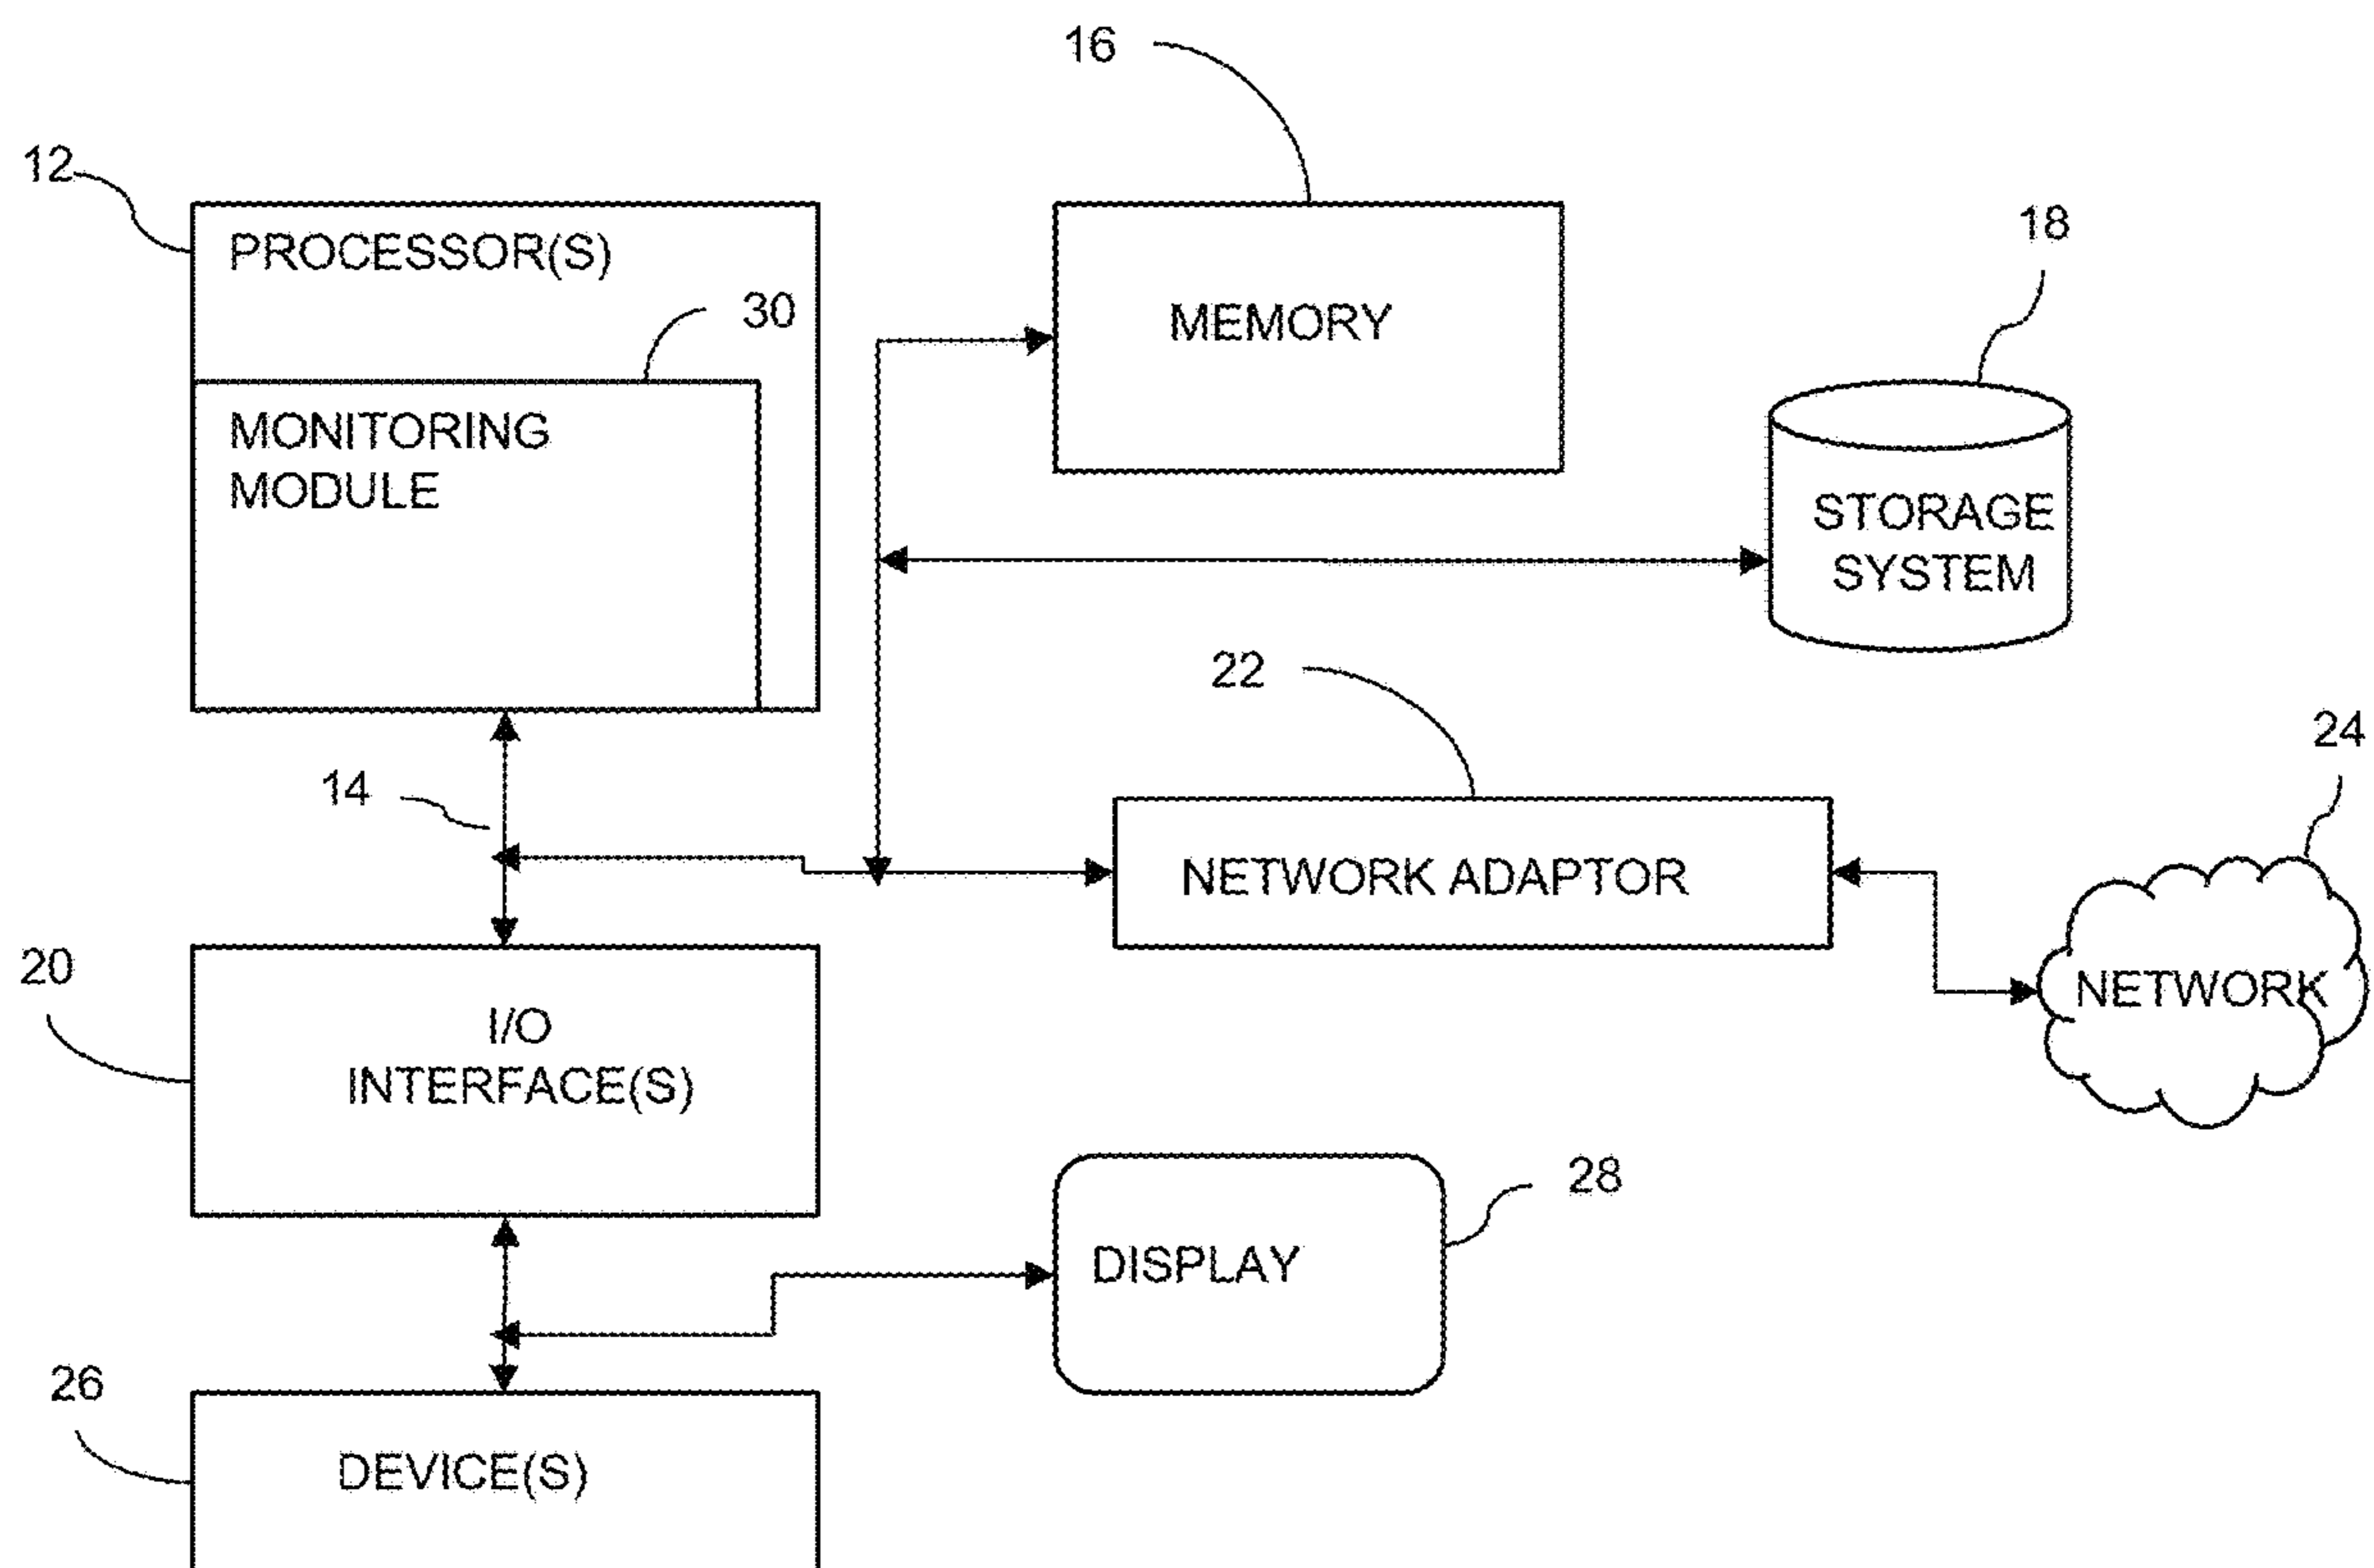 16
12
PROCESSOR(S)
18
30
MEMORY
MONITORING
MODULE
STORAGE
SYSTEM
22
24
14
NETWORK ADAPTOR
20
NETWORK
I/O
INTERFACE(S)
28
DISPLAY
26
DEVICE(S)